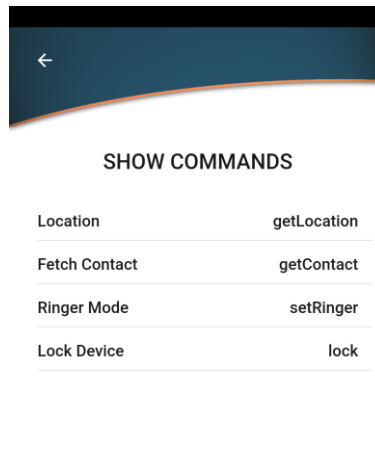 SHOW COMMANDS
Location getLocation
Fetch Contact getContact
Ringer Mode setRinger
Lock Device lock